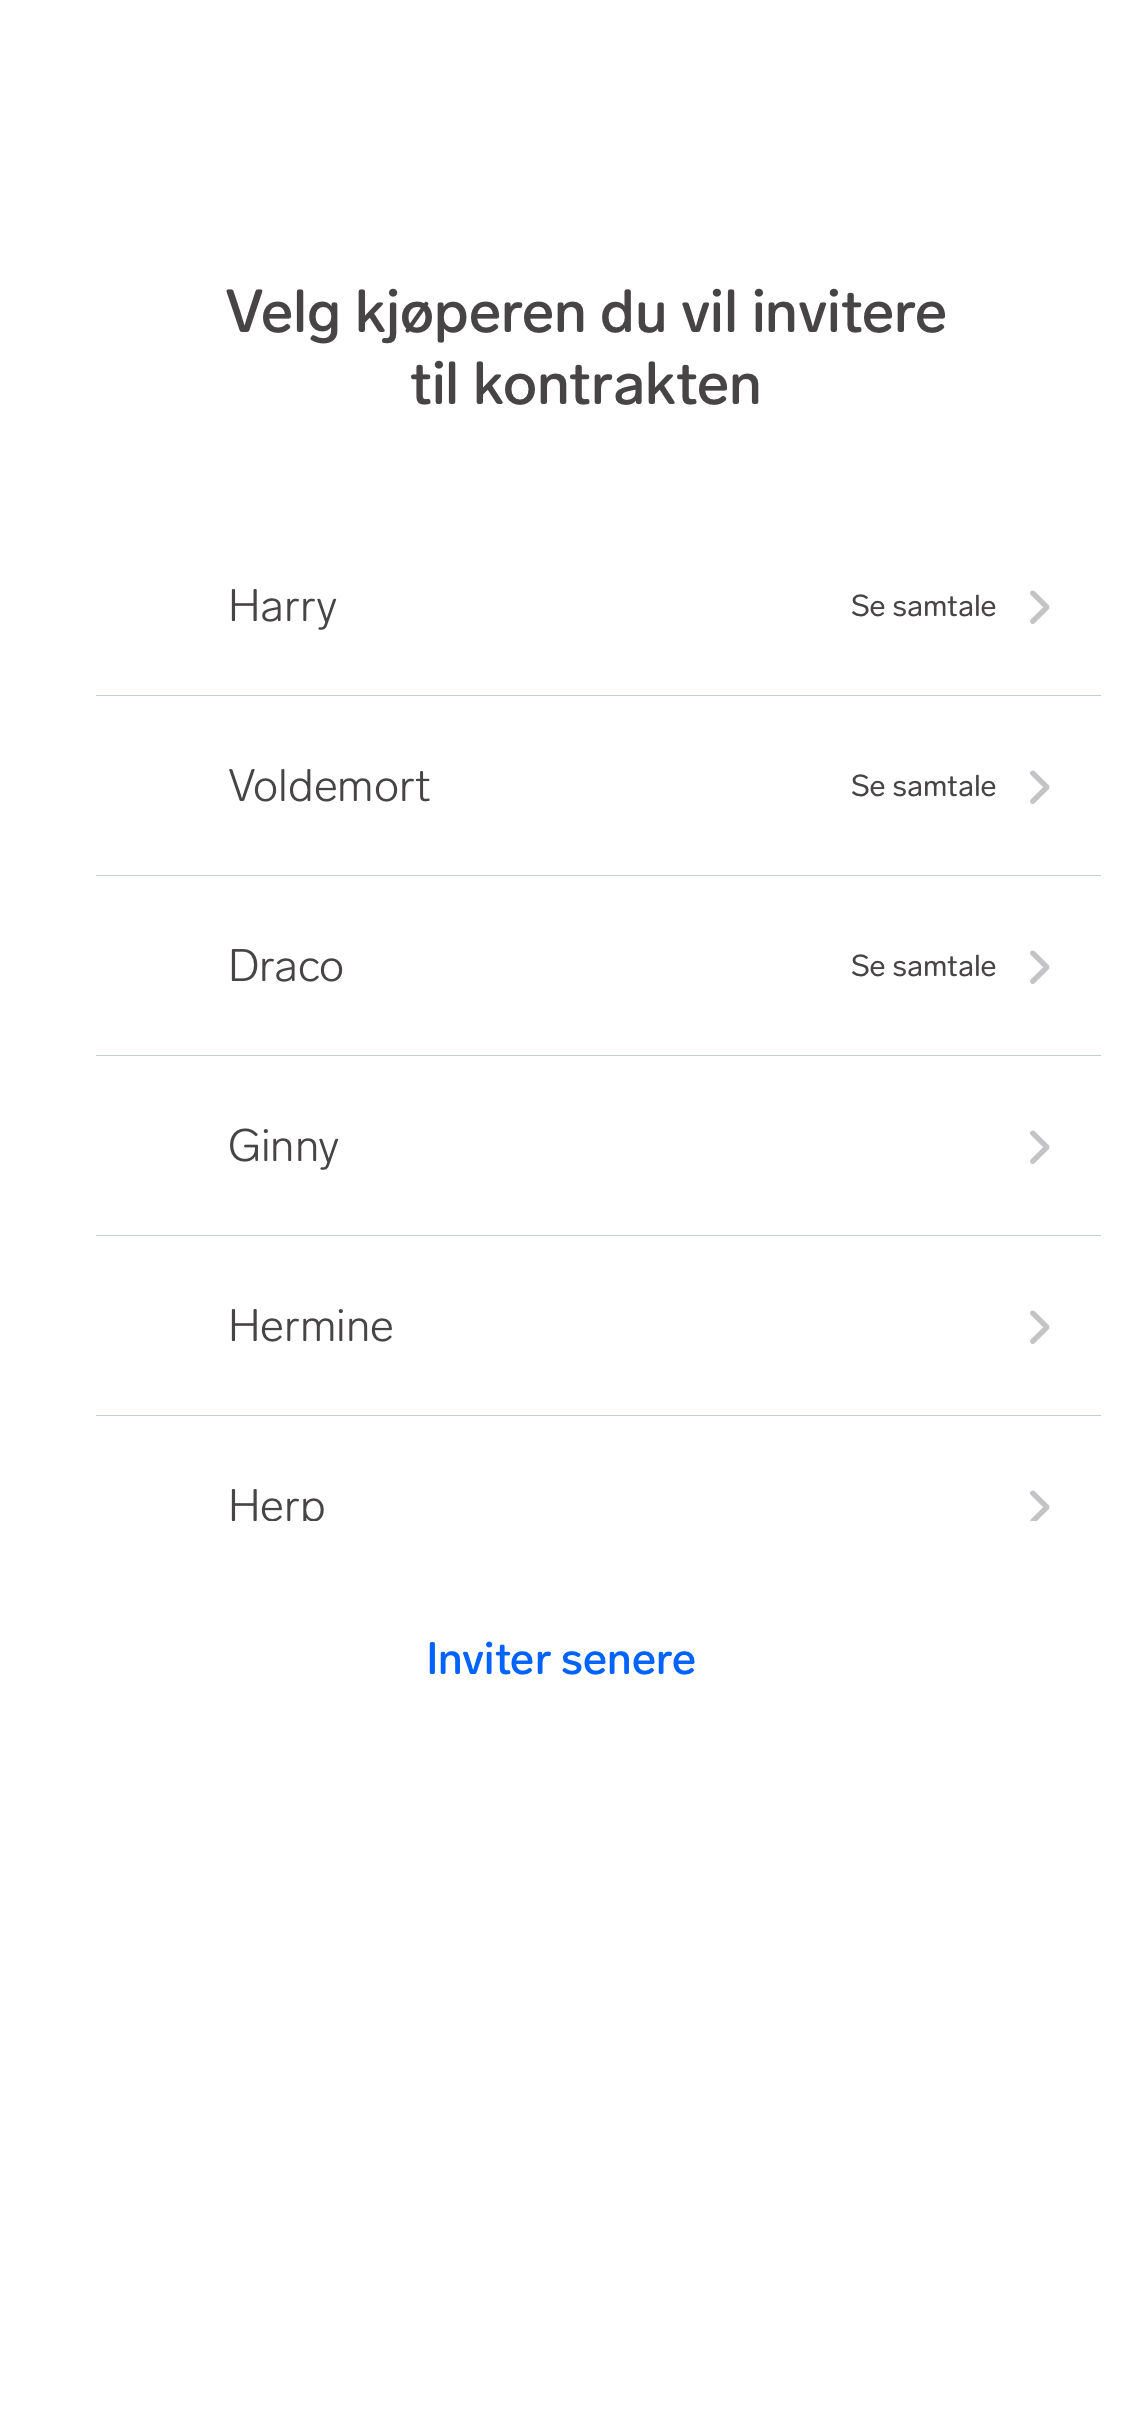 Velg kjøperen du vil invitere
til kontrakten
Harry Se samtale
Voldemort Se samtale
Draco Se samtale
Ginny
Hermine
Herp
Inviter senere